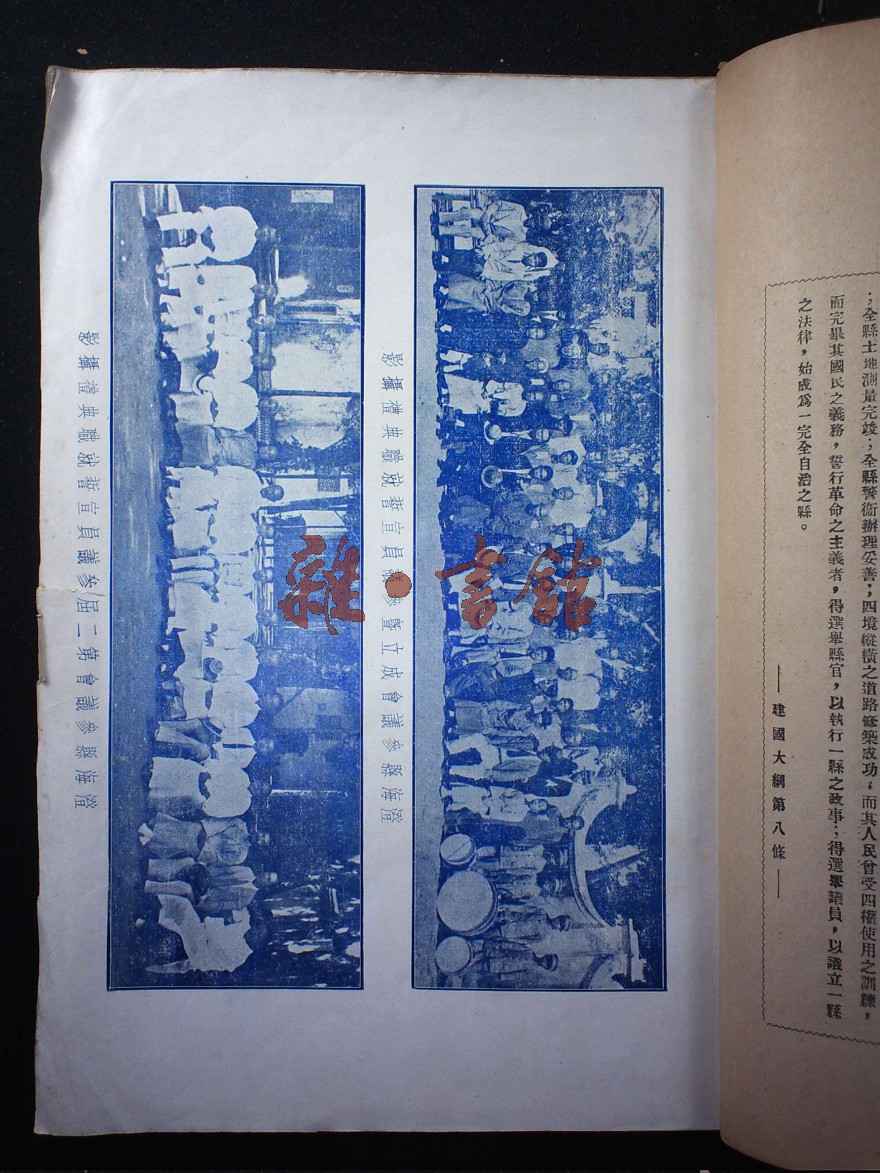 ；全縣土地測量完竣；全縣警衞辦理妥善；四境縱橫之道路修築成功，而其人民曾受四權使用之訓練，
而完畢其國民之義務，誓行革命之主義者，得選舉縣官，以執行一縣之政事；得選舉議員，以議立一縣
之法律，始成爲一完全自治之縣。
——建國大綱第八條——
澄海縣參議會成立暨參議員宣誓就職典禮攝影
澄海縣參議會第二屆參議員宣誓就職典禮攝影
雜·書館